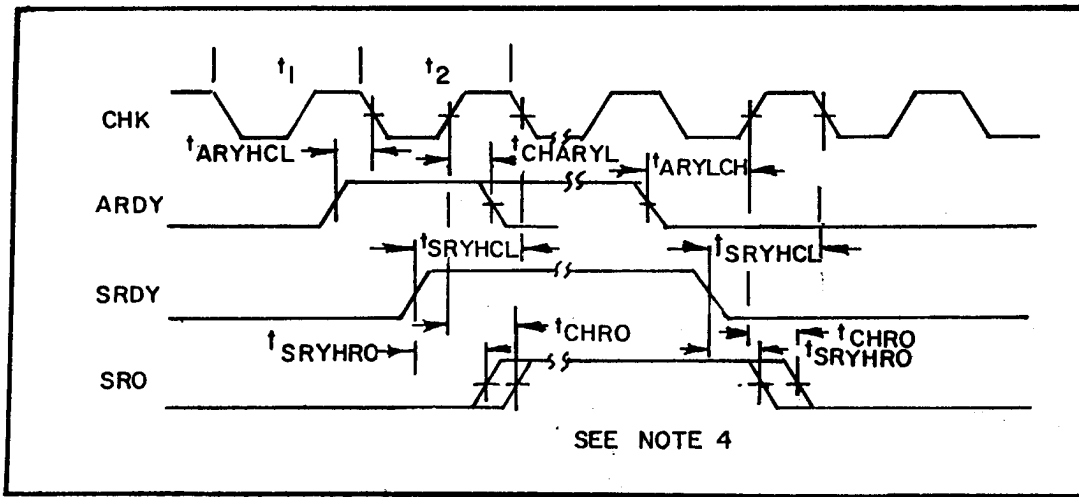 t1 t2
CHK
tARYHCL tCHARYL tARYLCH
ARDY
tSRYHCL tSRYHCL
SRDY
tSRYHRO tCHRO tCHRO
tSRYHRO
SRO
SEE NOTE 4